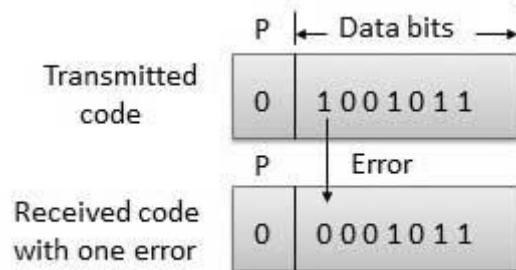 P Data bits
Transmitted code
0 1001011
P Error
Received code with one error
0 0001011